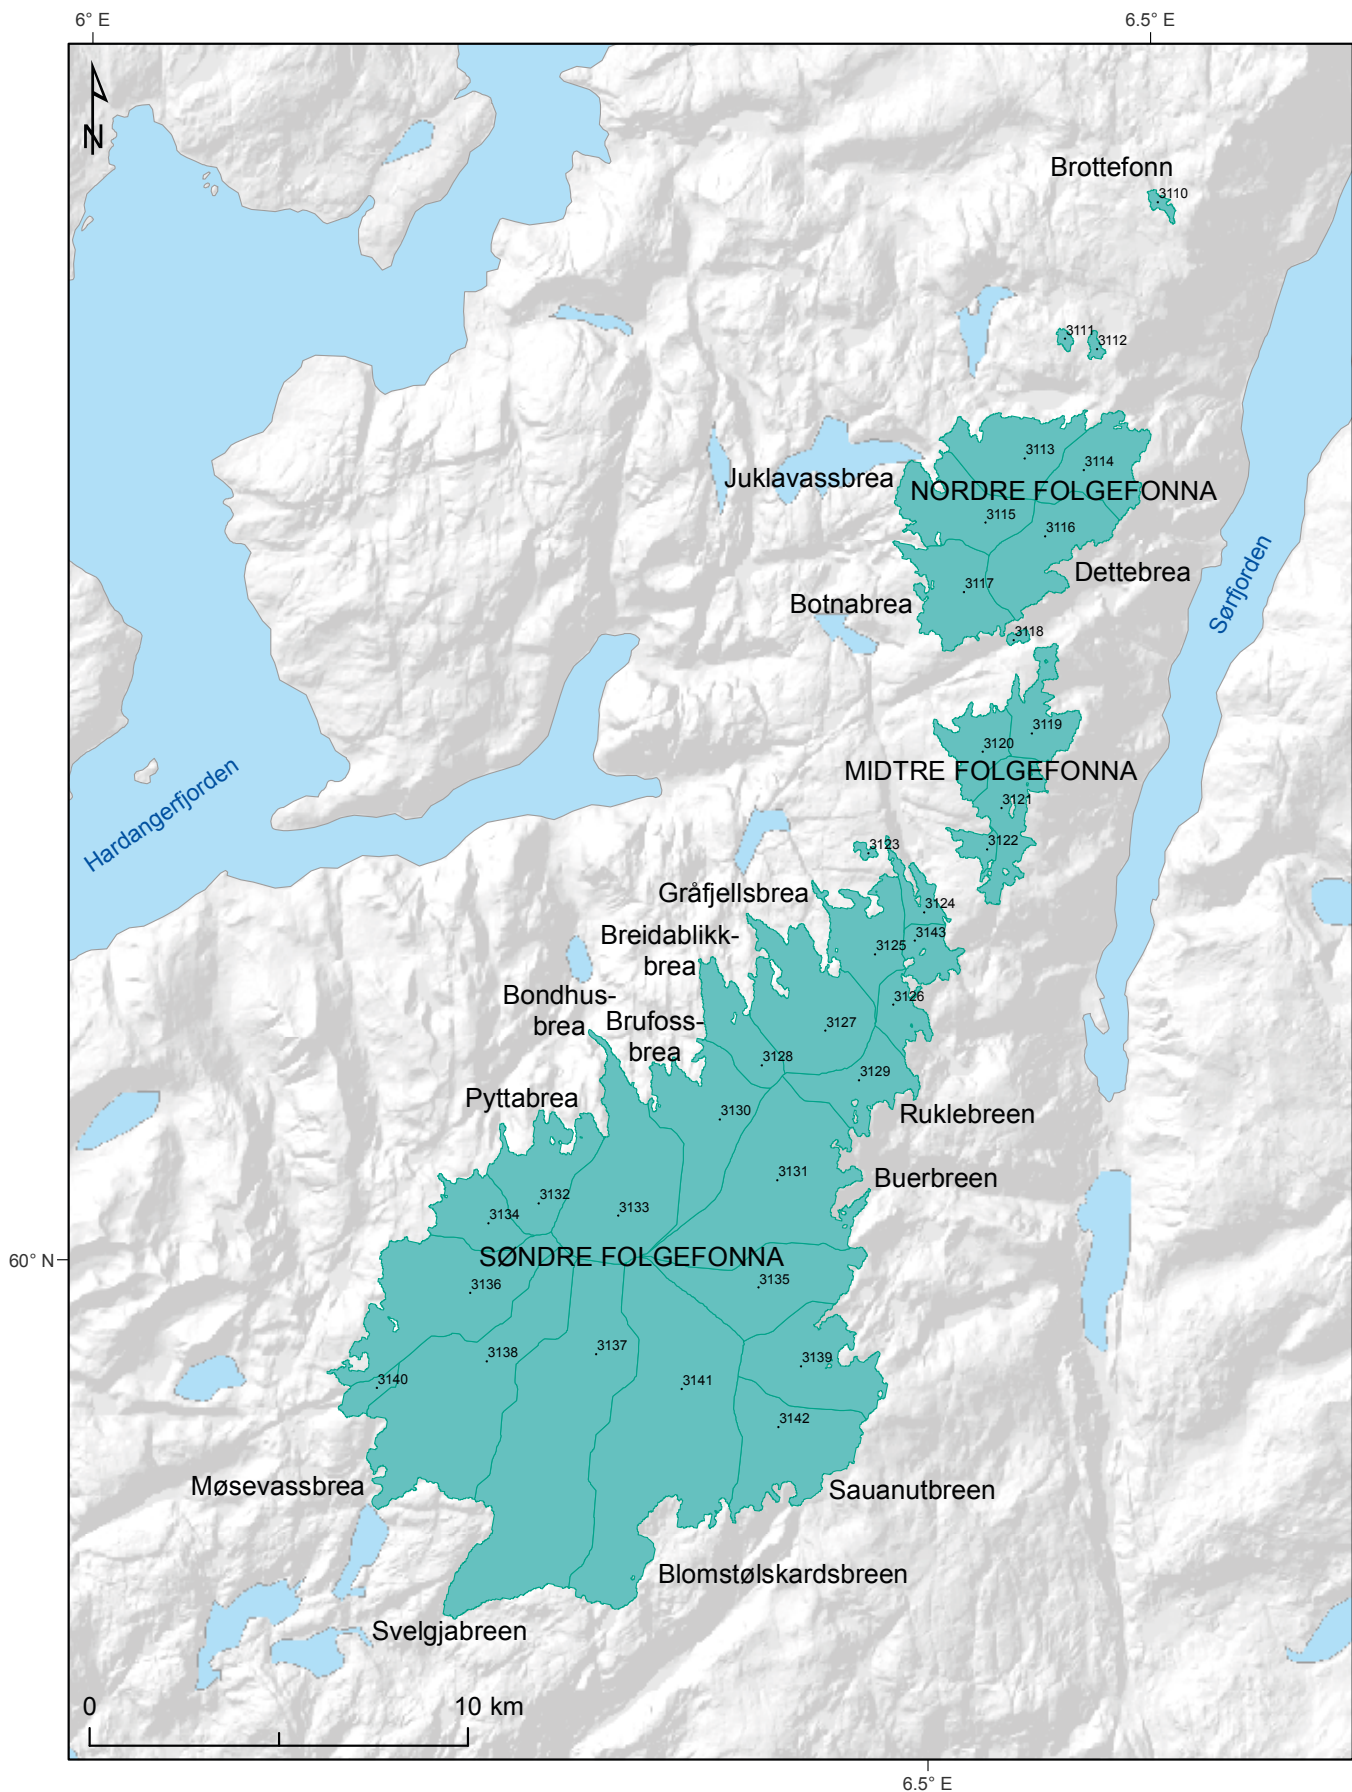 6° E
6.5° E
N
Brottefonn
3110
3111
3112
3113
3114
Juklavassbrea
NORDRE FOLGEFONNA
3115
3116
Dettebrea
3117
Botnabrea
3118
Sørfjorden
3119
3120
MIDTRE FOLGEFONNA
Hardangerfjorden
3121
3122
3123
Gråfjellsbrea
3124
3143
Breidablikk-
brea
3125
Bondhus-
brea
3126
Brufoss-
brea
3127
3128
3129
Pyttabrea
3130
Ruklebreen
3131
Buerbreen
3132
3133
3134
60° N
SØNDRE FOLGEFONNA
3135
3136
3137
3138
3139
3140
3141
3142
Møsevassbrea
Sauanutbreen
Blomstølskardsbreen
Svelgjabreen
0
10 km
6.5° E